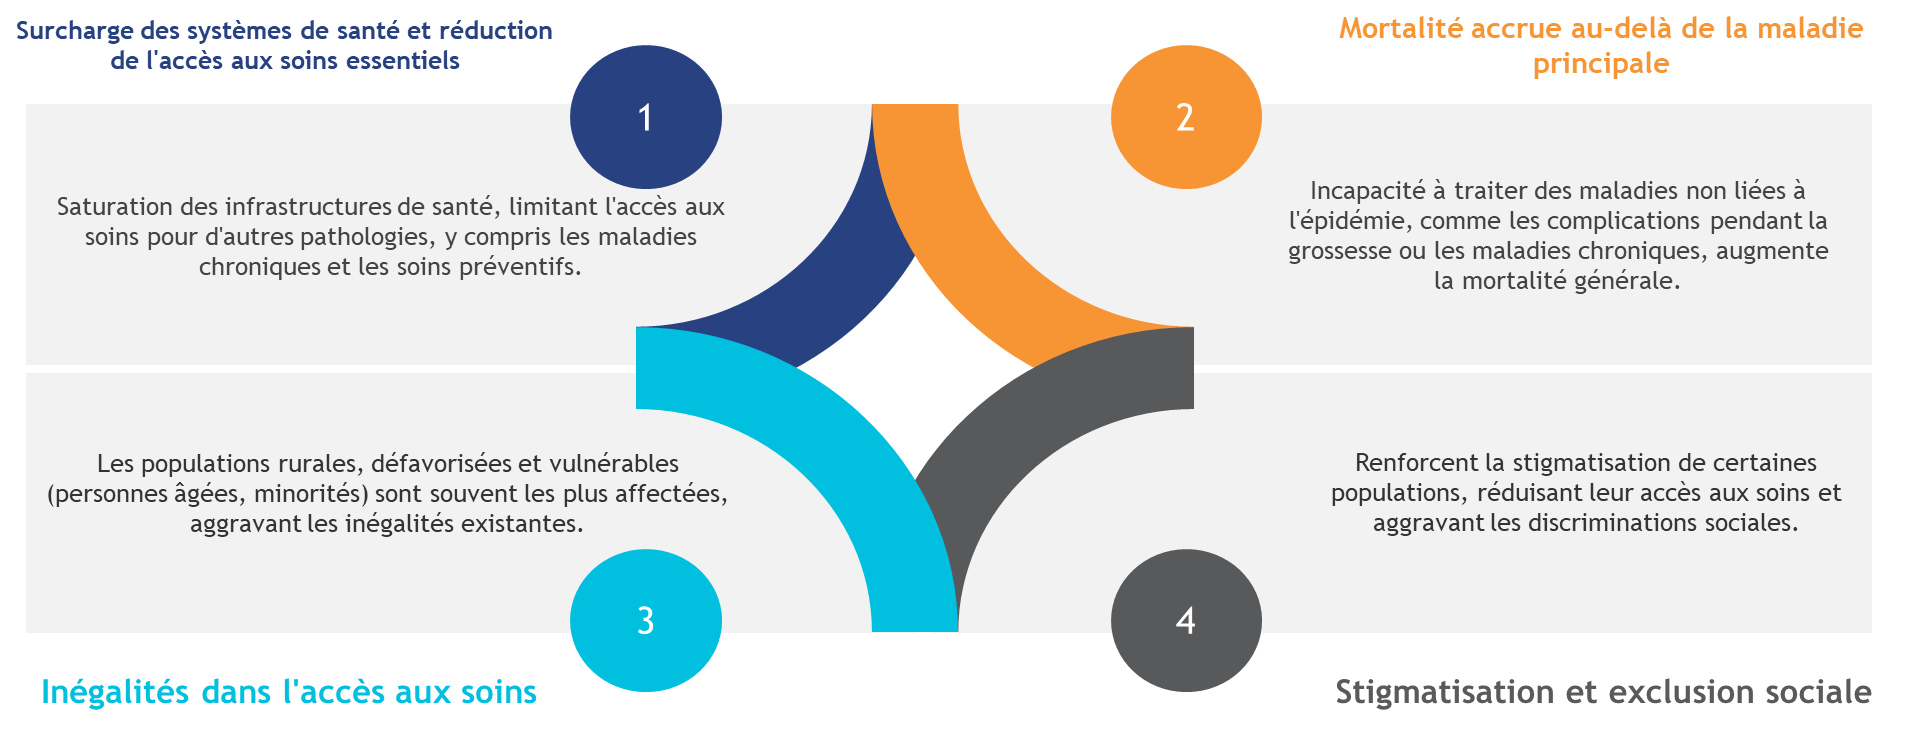 Surcharge des systèmes de santé et réduction
de l'accès aux soins essentiels
1
Saturation des infrastructures de santé, limitant l'accès aux
soins pour d'autres pathologies, y compris les maladies
chroniques et les soins préventifs.
Mortalité accrue au-delà de la maladie
principale
2
Incapacité à traiter des maladies non liées à
l'épidémie, comme les complications pendant la
grossesse ou les maladies chroniques, augmente
la mortalité générale.
Les populations rurales, défavorisées et vulnérables
(personnes âgées, minorités) sont souvent les plus affectées,
aggravant les inégalités existantes.
3
Inégalités dans l'accès aux soins
Renforcent la stigmatisation de certaines
populations, réduisant leur accès aux soins et
aggravant les discriminations sociales.
4
Stigmatisation et exclusion sociale